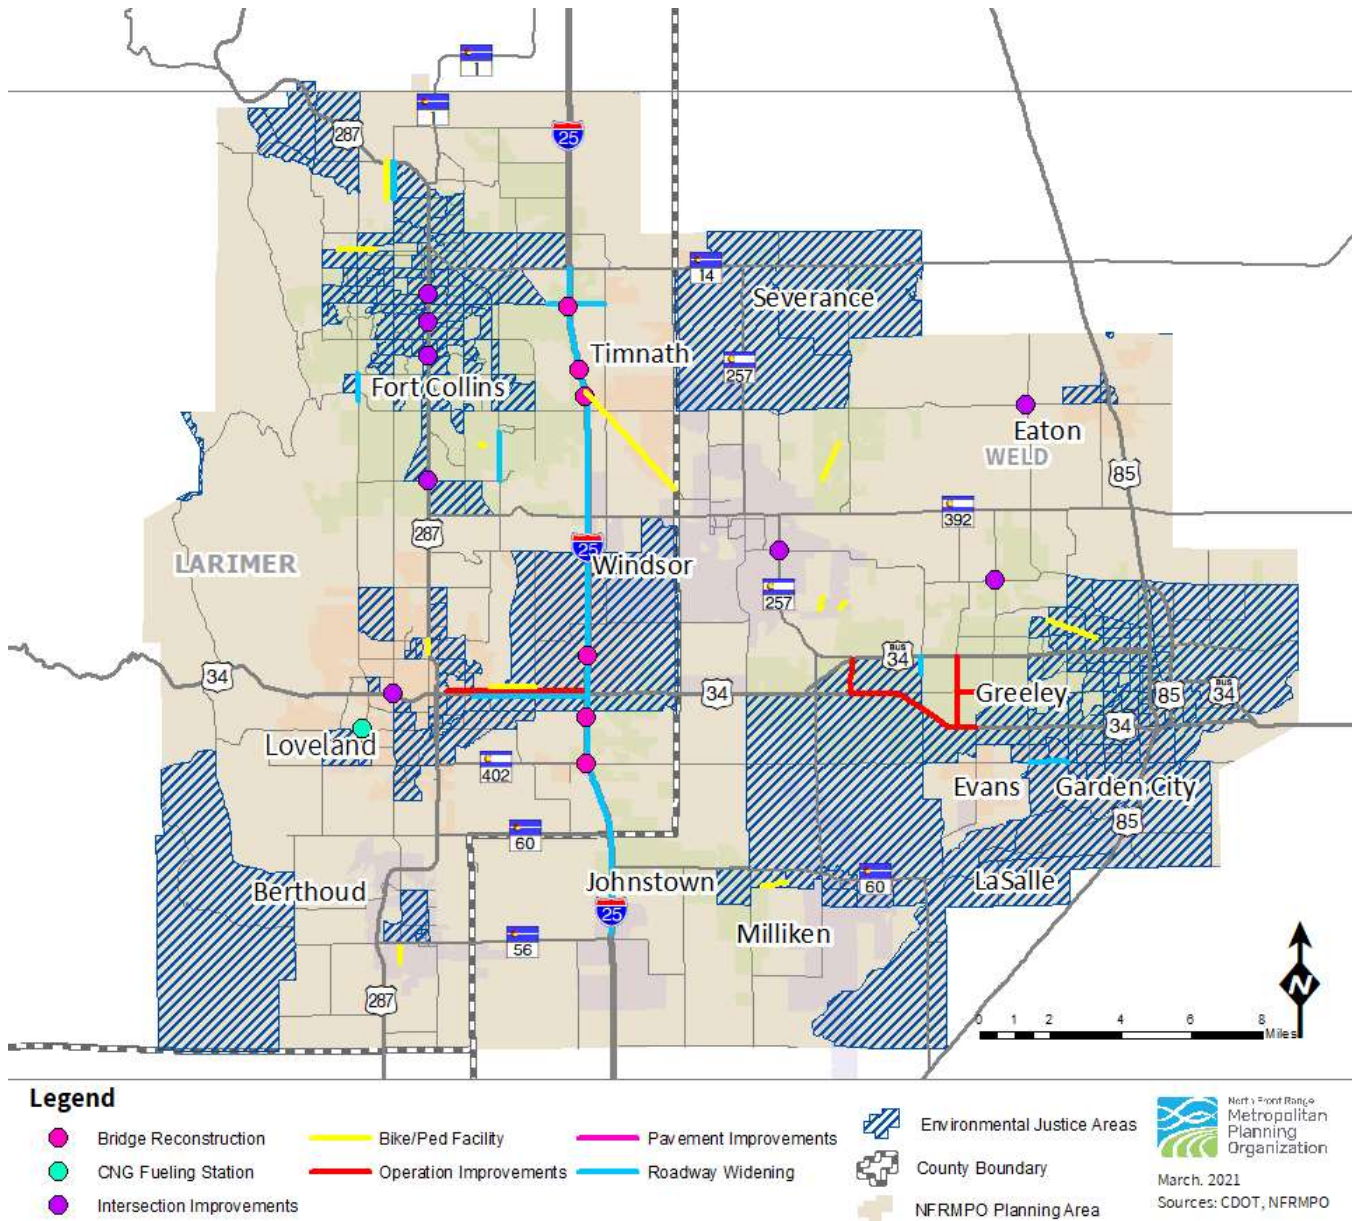 1
1
287
25
14
Severance
Timnath
257
Fort Collins
Eaton
WELD
85
392
287
25
Windsor
LARIMER
257
BUS
34
34
34
Greeley
85
BUS
34
34
Loveland
402
Evans
Garden City
85
60
Berthoud
Johnstown
60
LaSalle
Milliken
25
56
287
N
0 1 2 4 6 8
Miles
Legend
Bridge Reconstruction
CNG Fueling Station
Intersection Improvements
Bike/Ped Facility
Operation Improvements
Pavement Improvements
Roadway Widening
Environmental Justice Areas
County Boundary
NFRMPO Planning Area
North Front Range
Metropolitan
Planning
Organization
March. 2021
Sources: CDOT, NFRMPO